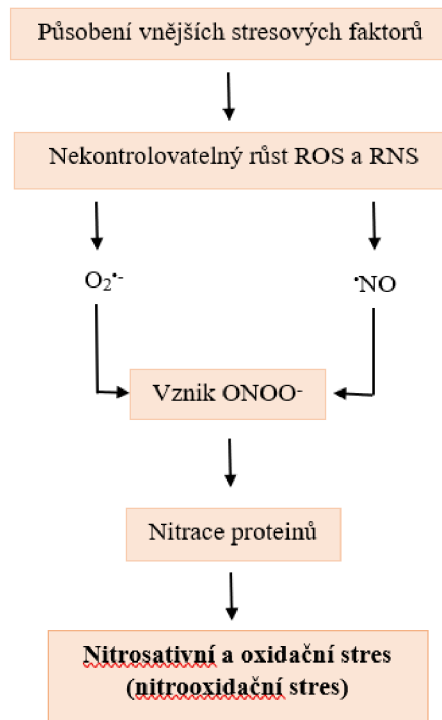 Působení vnějších stresových faktorů
Nekontrolovatelný růst ROS a RNS
O₂•-
•NO
Vznik ONOO-
Nitrace proteinů
Nitrosativní a oxidační stres
(nitrooxidační stres)